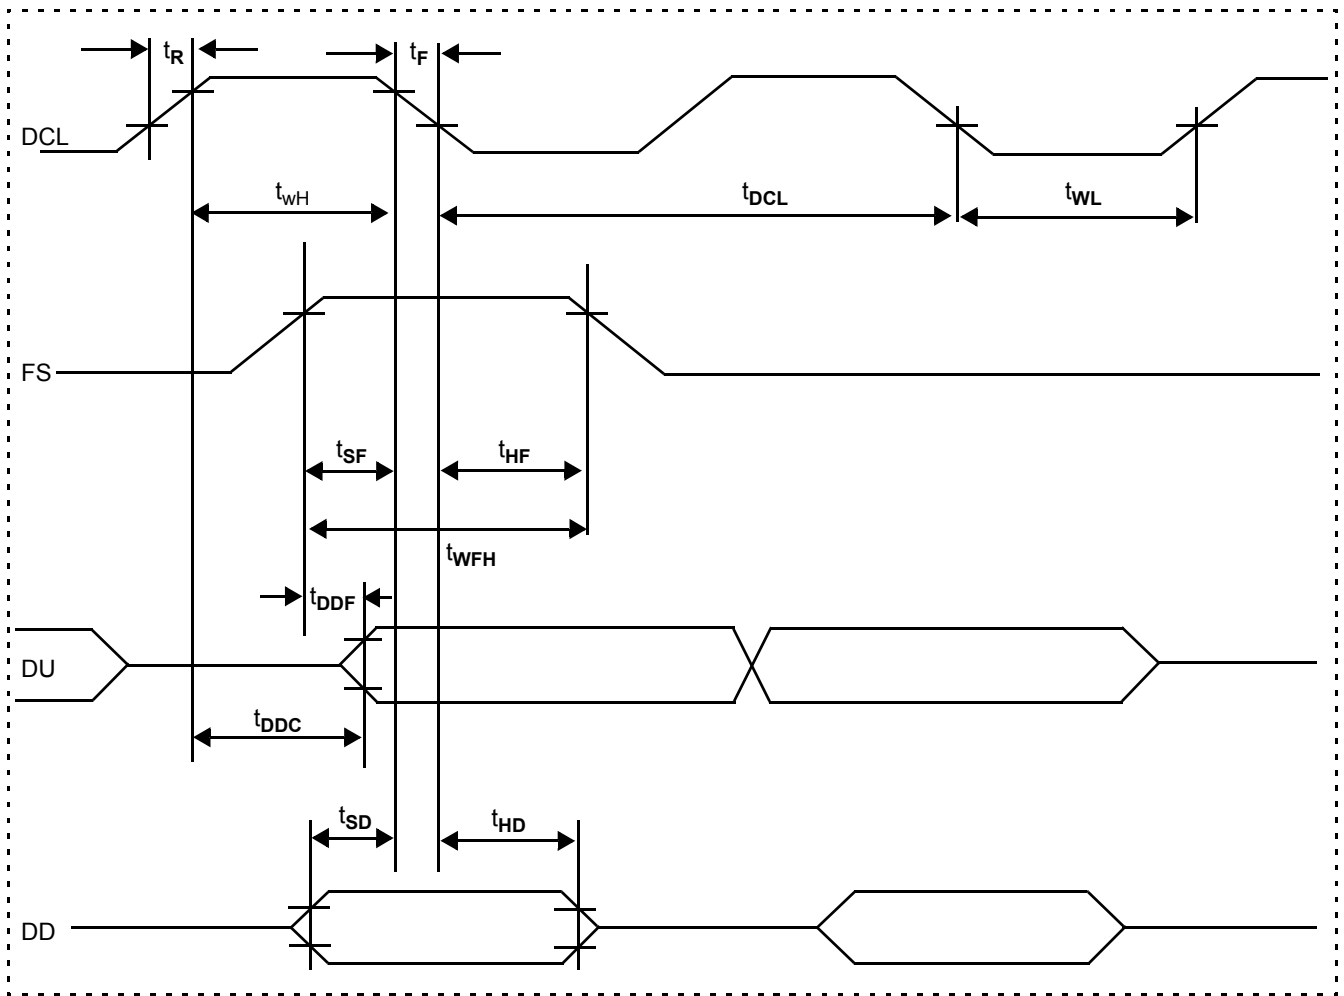 tR
tF
DCL
twH
tDCL
tWL
FS
tSF
tHF
tWFH
tDDF
DU
tDDC
tSD
tHD
DD